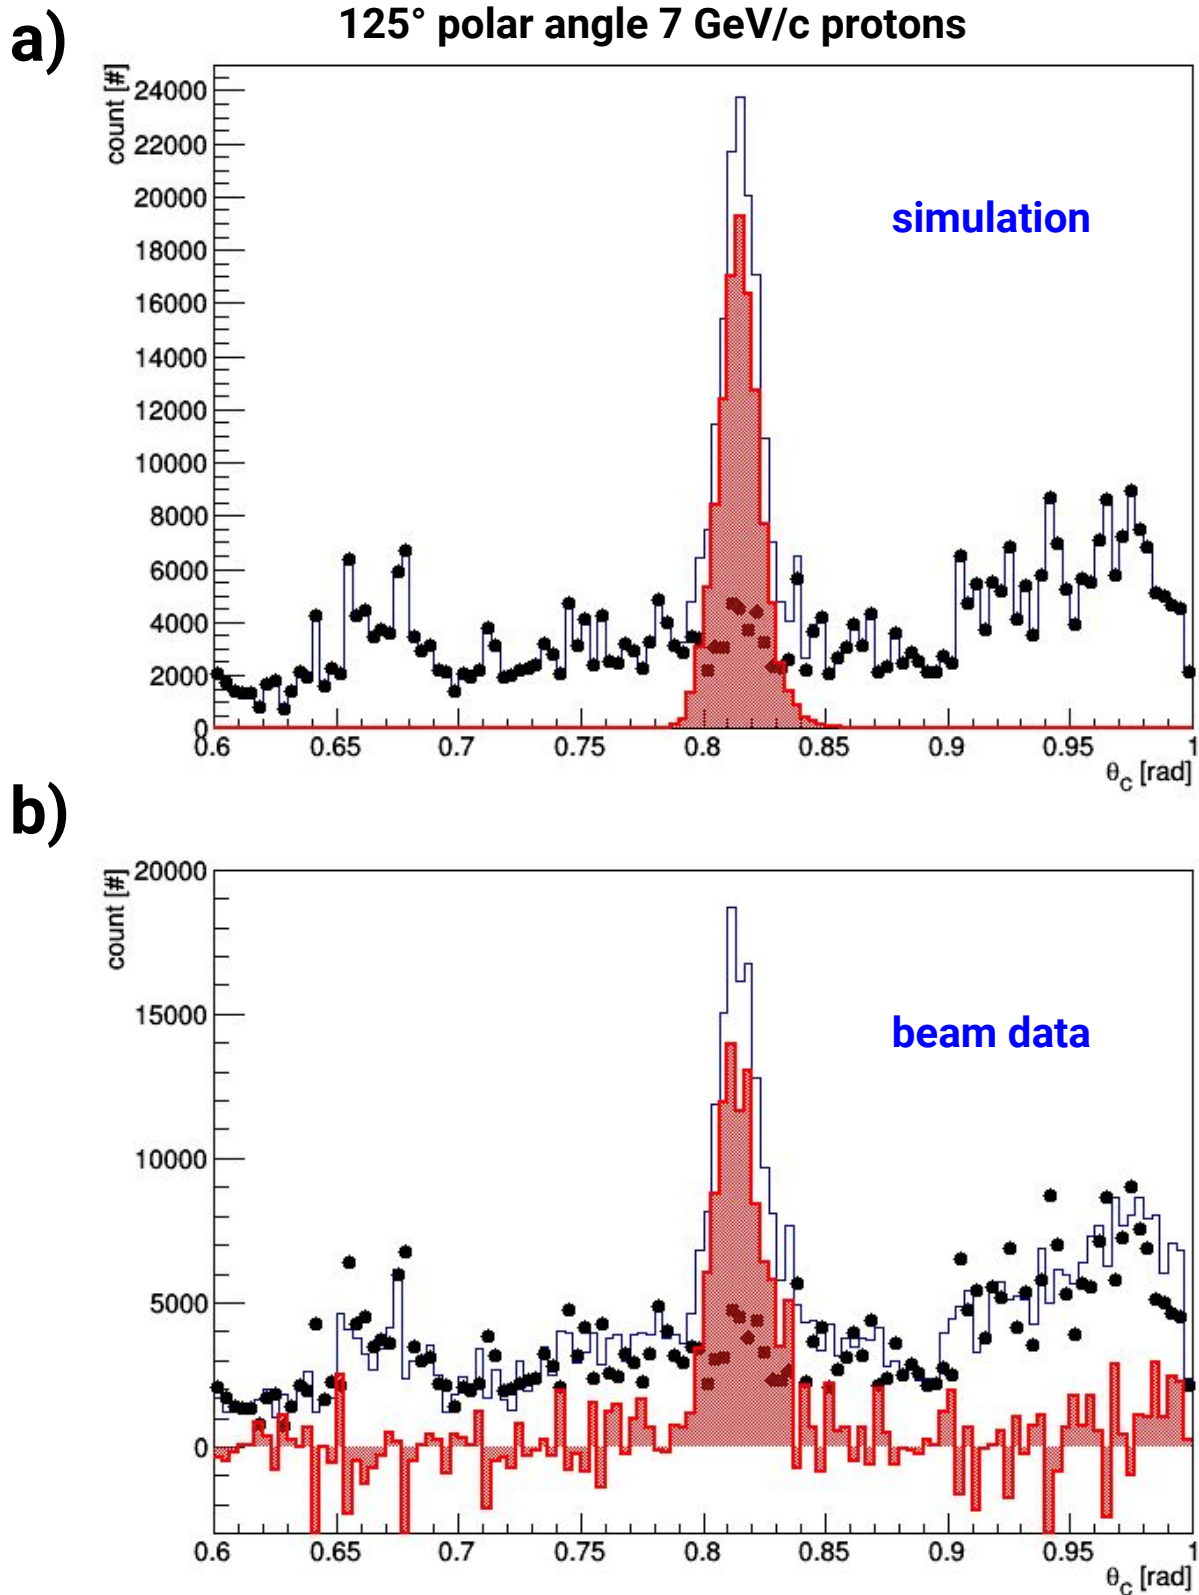 a)
125° polar angle 7 GeV/c protons
count [#]
24000
22000
20000
18000
16000
14000
12000
10000
8000
6000
4000
2000
0
simulation
0.6 0.65 0.7 0.75 0.8 0.85 0.9 0.95 1
θc [rad]
b)
count [#]
20000
15000
10000
5000
0
beam data
0.6 0.65 0.7 0.75 0.8 0.85 0.9 0.95 1
θc [rad]